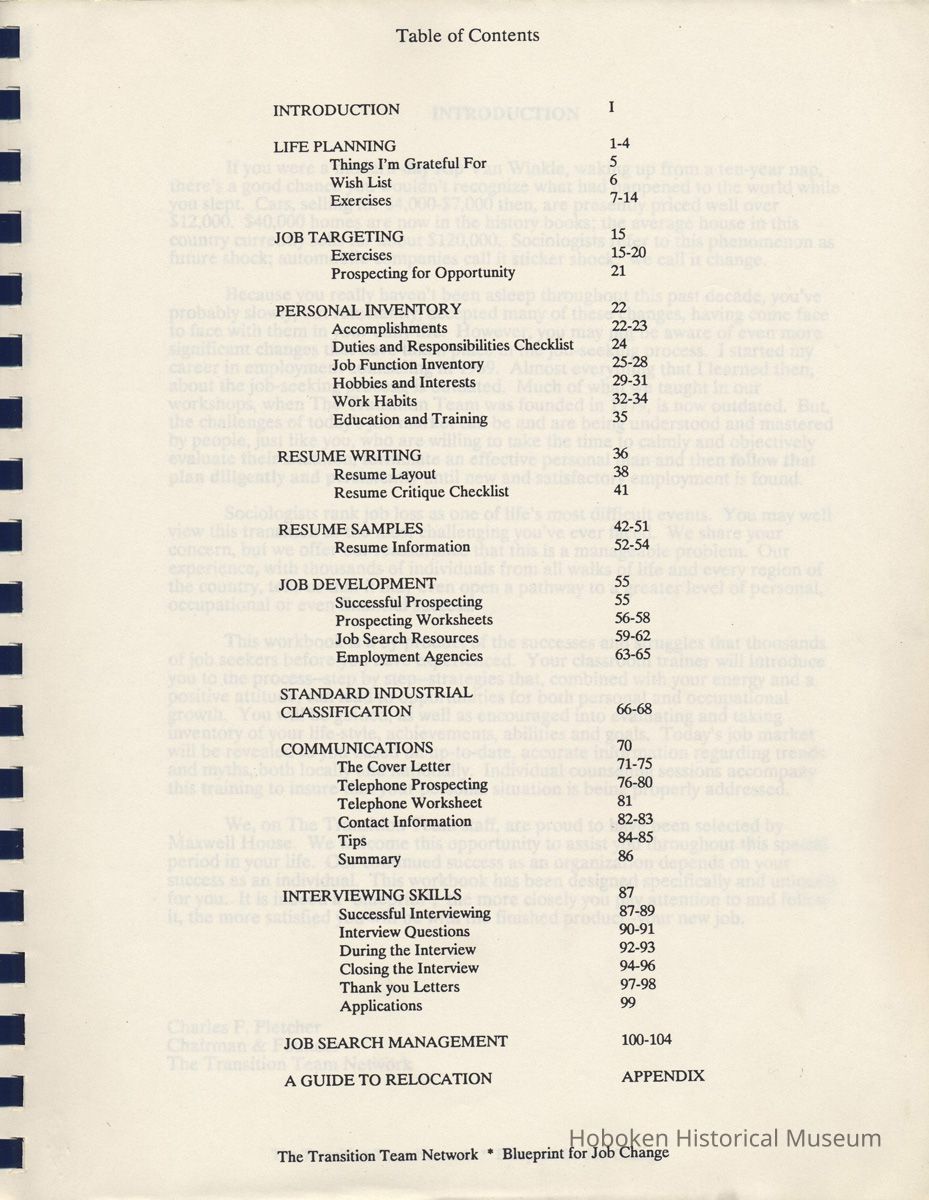 Table of Contents
INTRODUCTION I
LIFE PLANNING 1-4
Things I'm Grateful For 5
Wish List 6
Exercises 7-14
JOB TARGETING 15
Exercises 15-20
Prospecting for Opportunity 21
PERSONAL INVENTORY 22
Accomplishments 22-23
Duties and Responsibilities Checklist 24
Job Function Inventory 25-28
Hobbies and Interests 29-31
Work Habits 32-34
Education and Training 35
RESUME WRITING 36
Resume Layout 38
Resume Critique Checklist 41
RESUME SAMPLES 42-51
Resume Information 52-54
JOB DEVELOPMENT 55
Successful Prospecting 55
Prospecting Worksheets 56-58
Job Search Resources 59-62
Employment Agencies 63-65
STANDARD INDUSTRIAL
CLASSIFICATION 66-68
COMMUNICATIONS 70
The Cover Letter 71-75
Telephone Prospecting 76-80
Telephone Worksheet 81
Contact Information 82-83
Tips 84-85
Summary 86
INTERVIEWING SKILLS 87
Successful Interviewing 87-89
Interview Questions 90-91
During the Interview 92-93
Closing the Interview 94-96
Thank you Letters 97-98
Applications 99
JOB SEARCH MANAGEMENT 100-104
A GUIDE TO RELOCATION APPENDIX
Hoboken Historical Museum
The Transition Team Network * Blueprint for Job Change